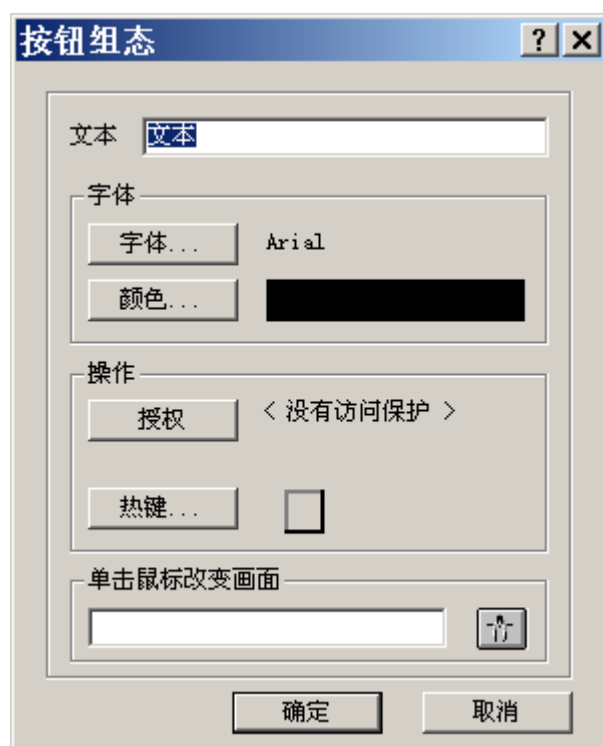 按钮组态
文本 文本
字体
字体... Arial
颜色...
操作
授权 < 没有访问保护 >
热键...
单击鼠标改变画面
确定 取消